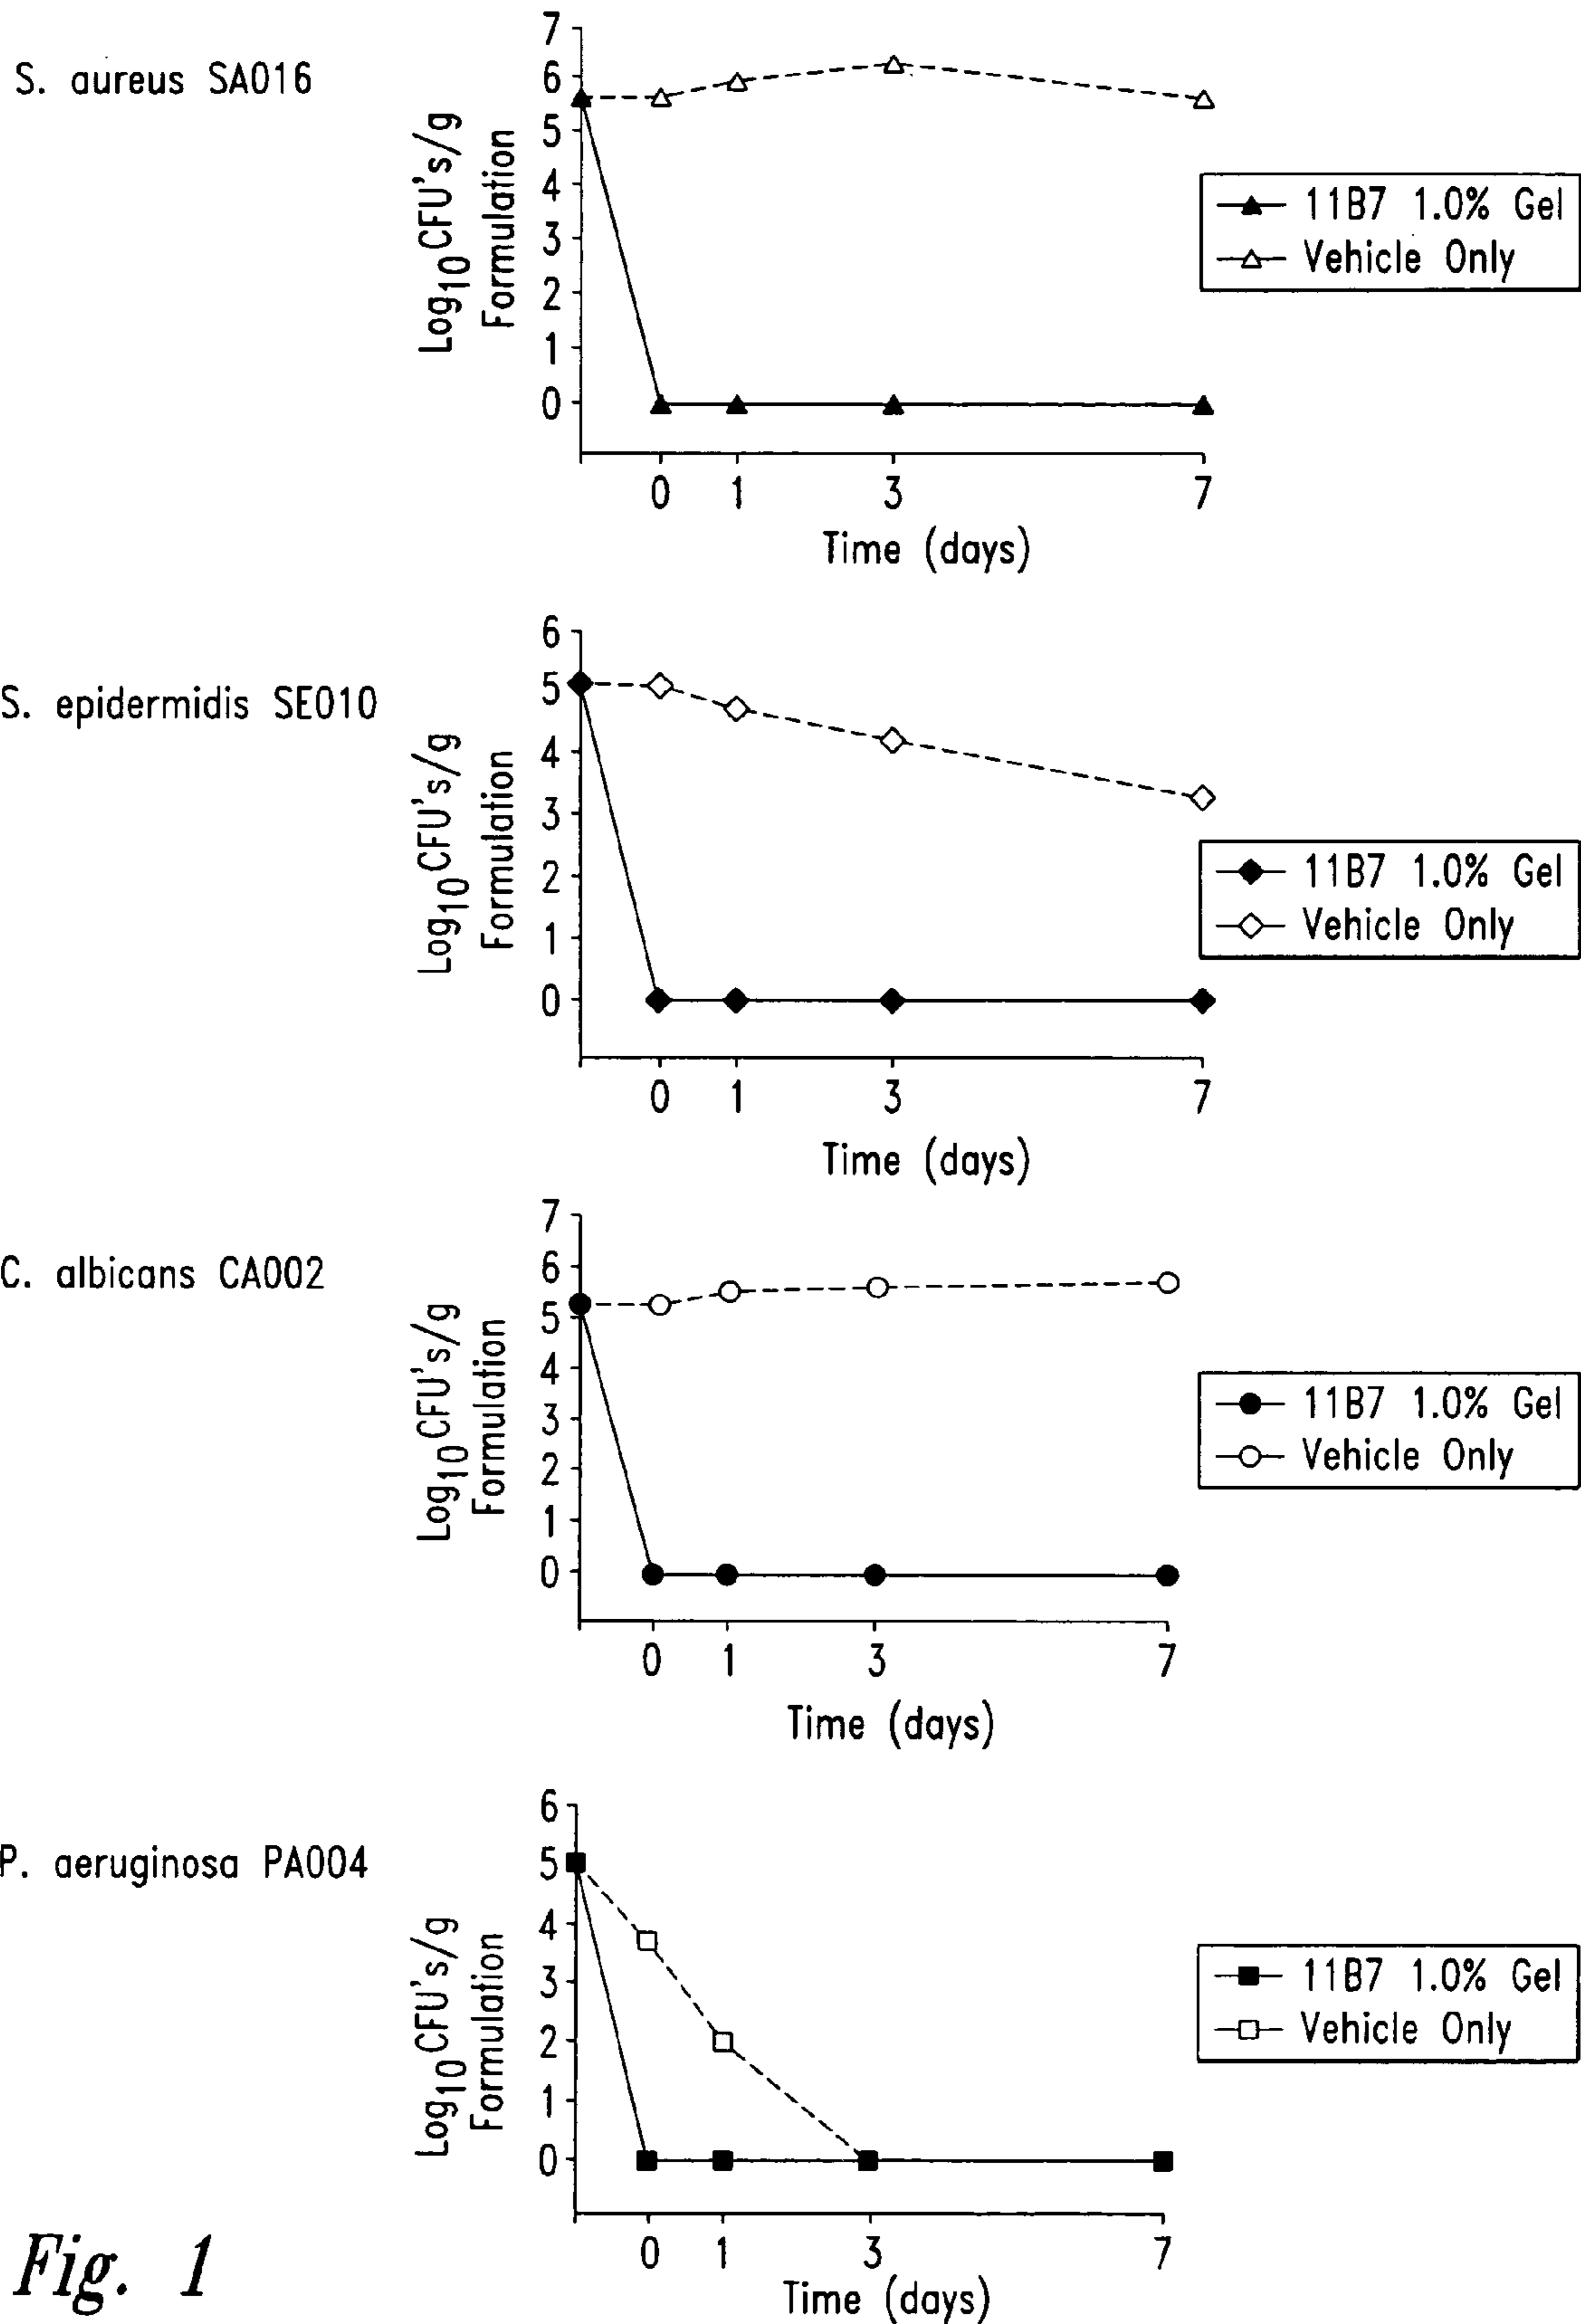 S. aureus SA016
Log10CFU's/g
Formulation
7
6
5
4
3
2
1
0
0 1 3 7
Time (days)
11B7 1.0% Gel
Vehicle Only
S. epidermidis SE010
Log10CFU's/g
Formulation
6
5
4
3
2
1
0
0 1 3 7
Time (days)
11B7 1.0% Gel
Vehicle Only
C. albicans CA002
Log10CFU's/g
Formulation
7
6
5
4
3
2
1
0
0 1 3 7
Time (days)
11B7 1.0% Gel
Vehicle Only
P. aeruginosa PA004
Log10CFU's/g
Formulation
6
5
4
3
2
1
0
0 1 3 7
Time (days)
11B7 1.0% Gel
Vehicle Only
Fig. 1